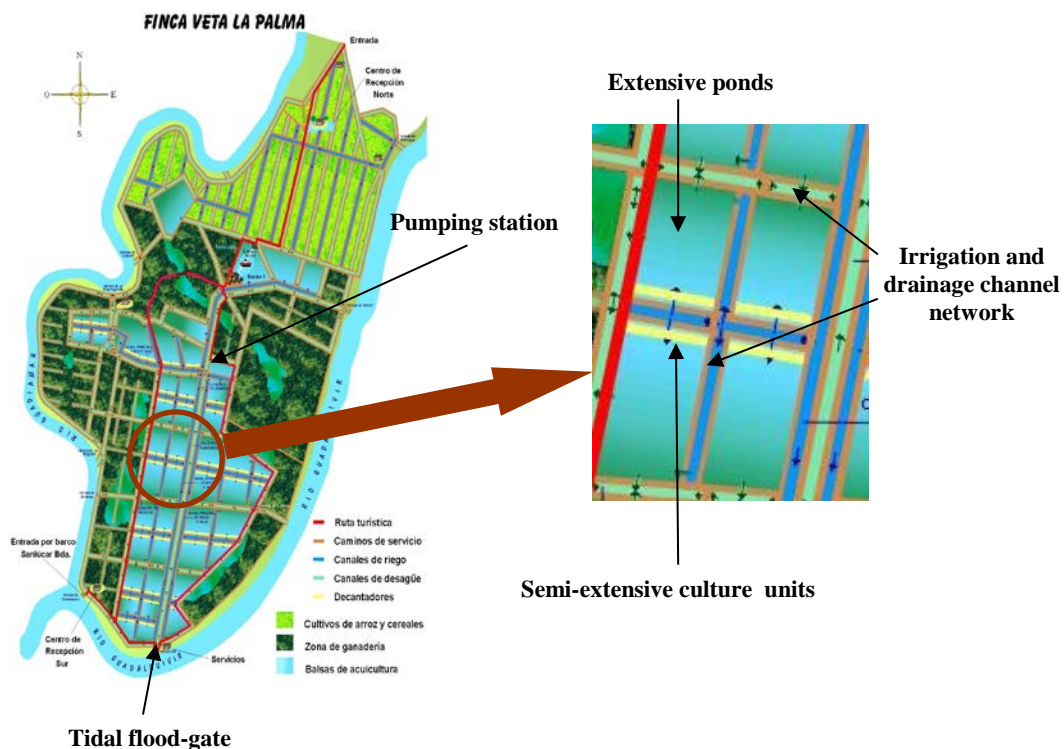 FINCA VETA LA PALMA
N
O
E
S
Entrada
Centro de
Recepción
Norte
Pumping station
RIO GUADIAMAR
RIO GUADALQUIVIR
Entrada por barco
Sanlúcar Bda.
Centro de
Recepción
Sur
RIO GUADALQUIVIR
Servicios
Ruta turística
Caminos de servicio
Canales de riego
Canales de desagüe
Decantadores
Cultivos de arroz y cereales
Zona de ganadería
Balsas de acuicultura
Tidal flood-gate
Extensive ponds
Irrigation and
drainage channel
network
Semi-extensive culture units